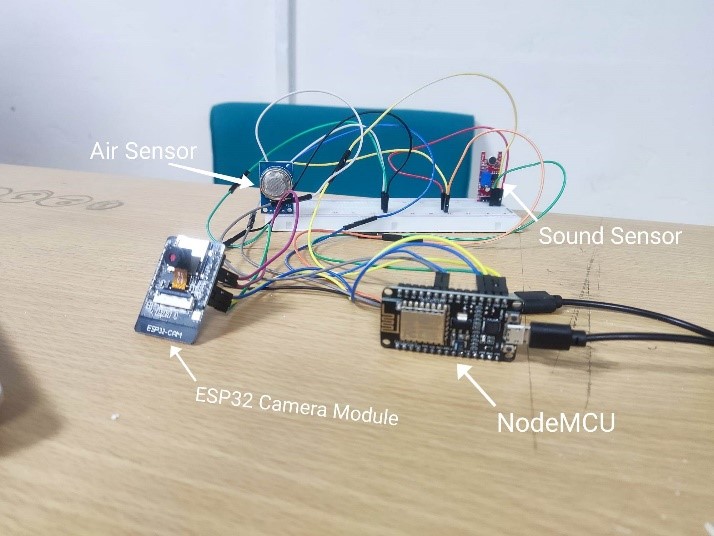 Air Sensor
Sound Sensor
ESP32-CAM
ESP32 Camera Module
NodeMCU